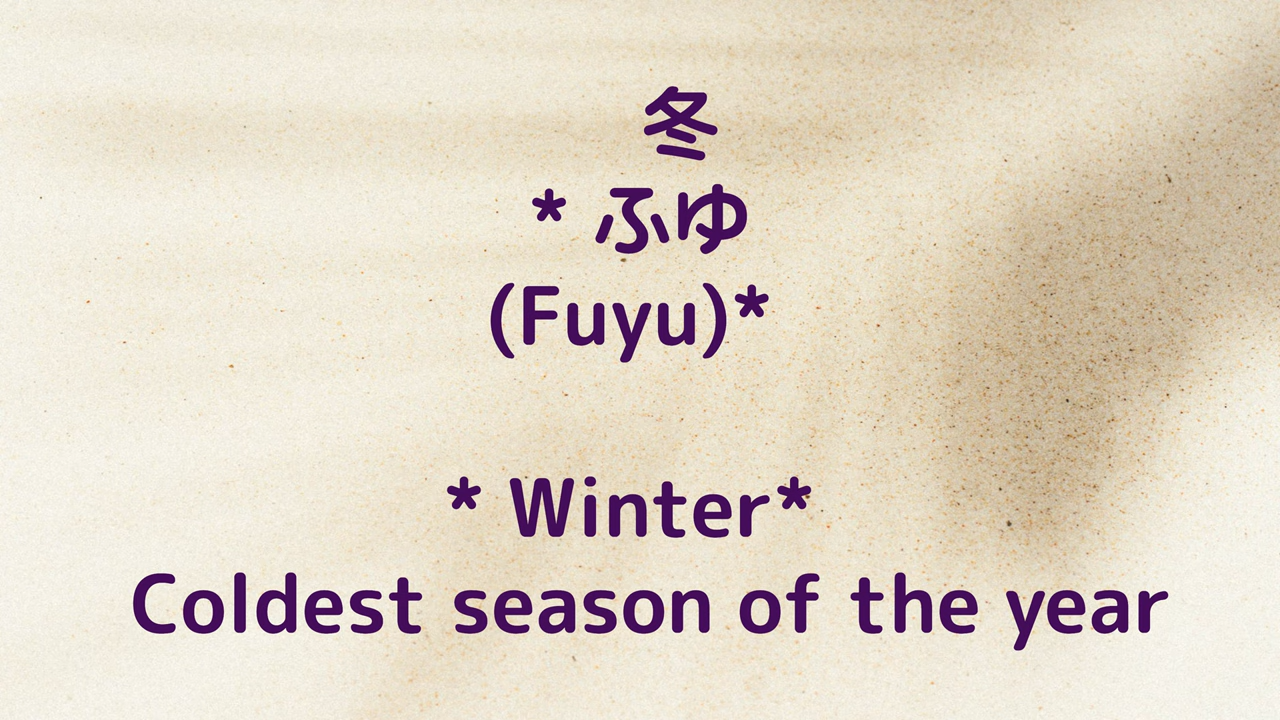 冬
* ふゆ
(Fuyu)*
* Winter*
Coldest season of the year